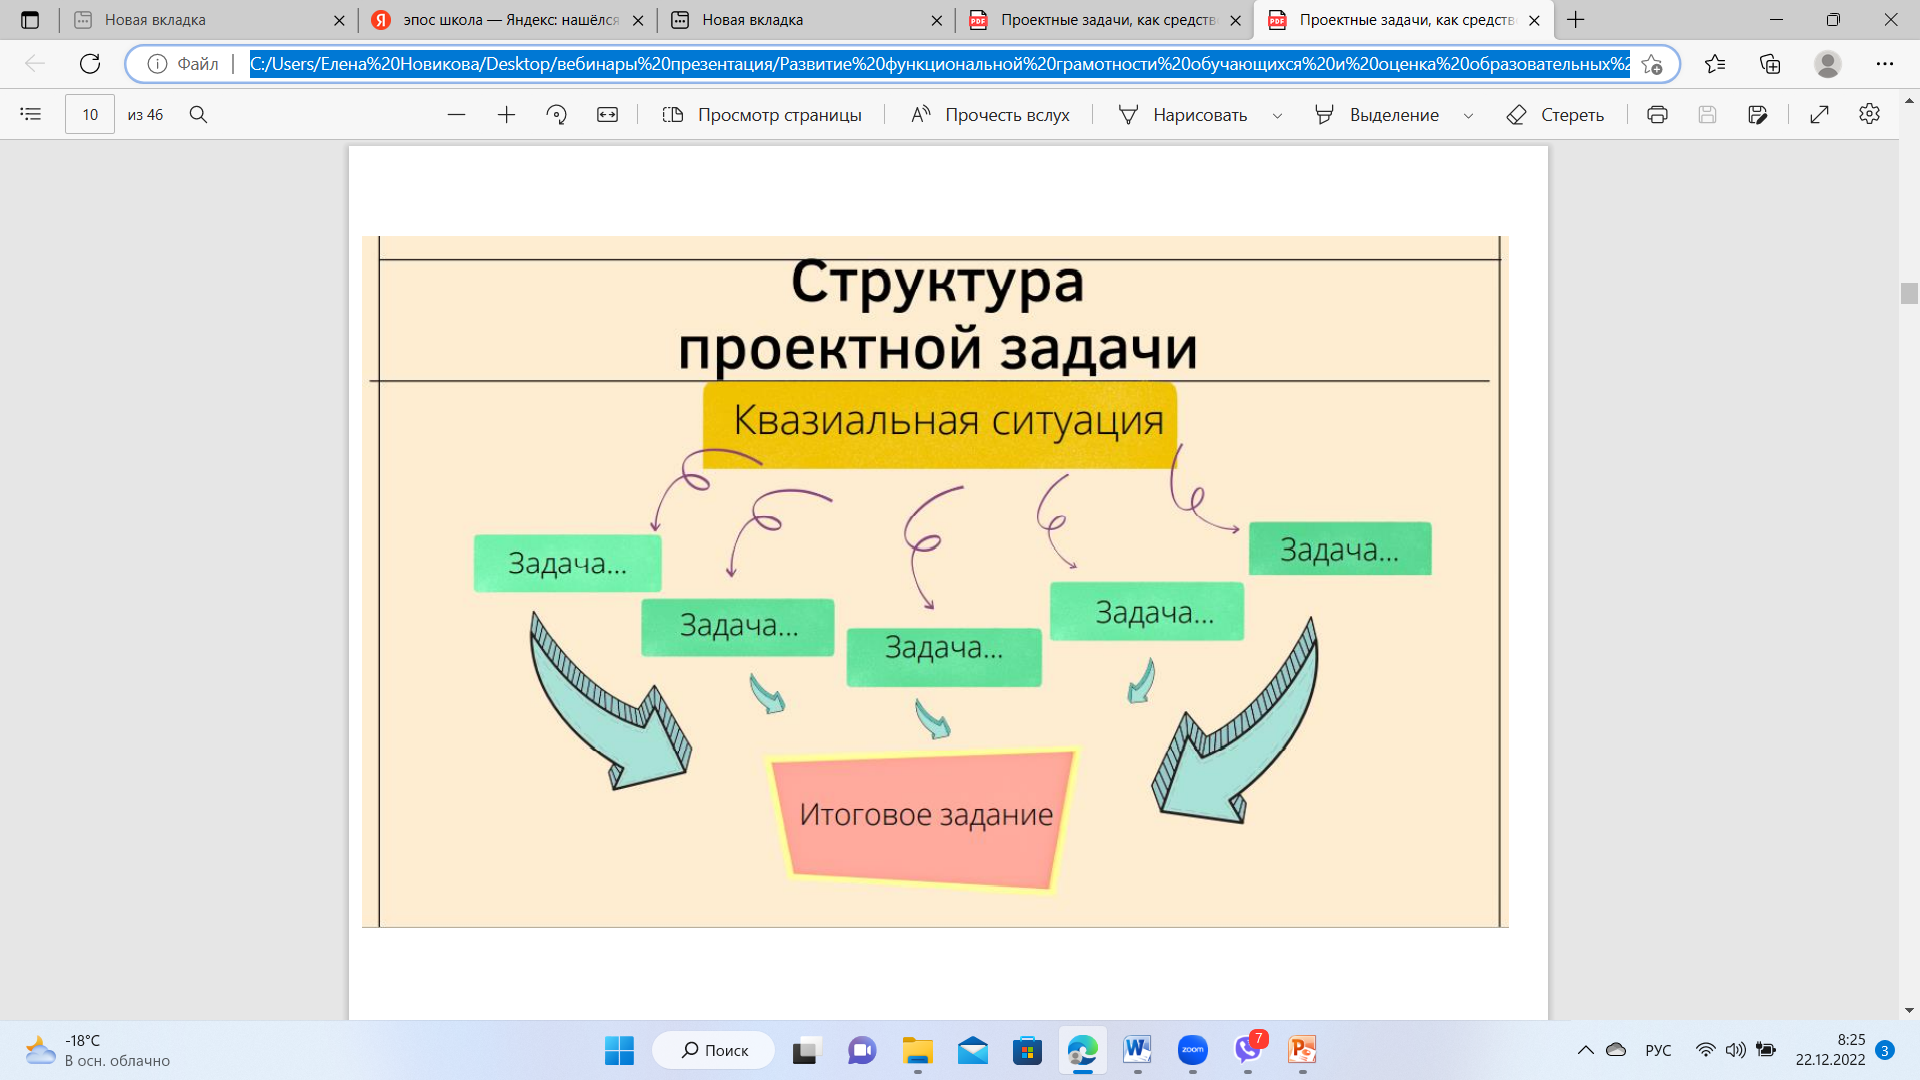 Новая вкладка
эпос школа — Яндекс: нашёлся
Новая вкладка
Проектные задачи, как средств
Проектные задачи, как средств
Файл
C:/Users/Елена%20Новикова/Desktop/вебинары%20презентация/Развитие%20функциональной%20грамотности%20обучающихся%20и%20оценка%20образовательных%2
10
из 46
Просмотр страницы
Прочесть вслух
Нарисовать
Выделение
Стереть
Структура
проектной задачи
Квазиальная ситуация
Задача...
Задача...
Задача...
Задача...
Задача...
Итоговое задание
-18°C
В осн. облачно
Поиск
zoom
7
РУС
8:25
22.12.2022
3